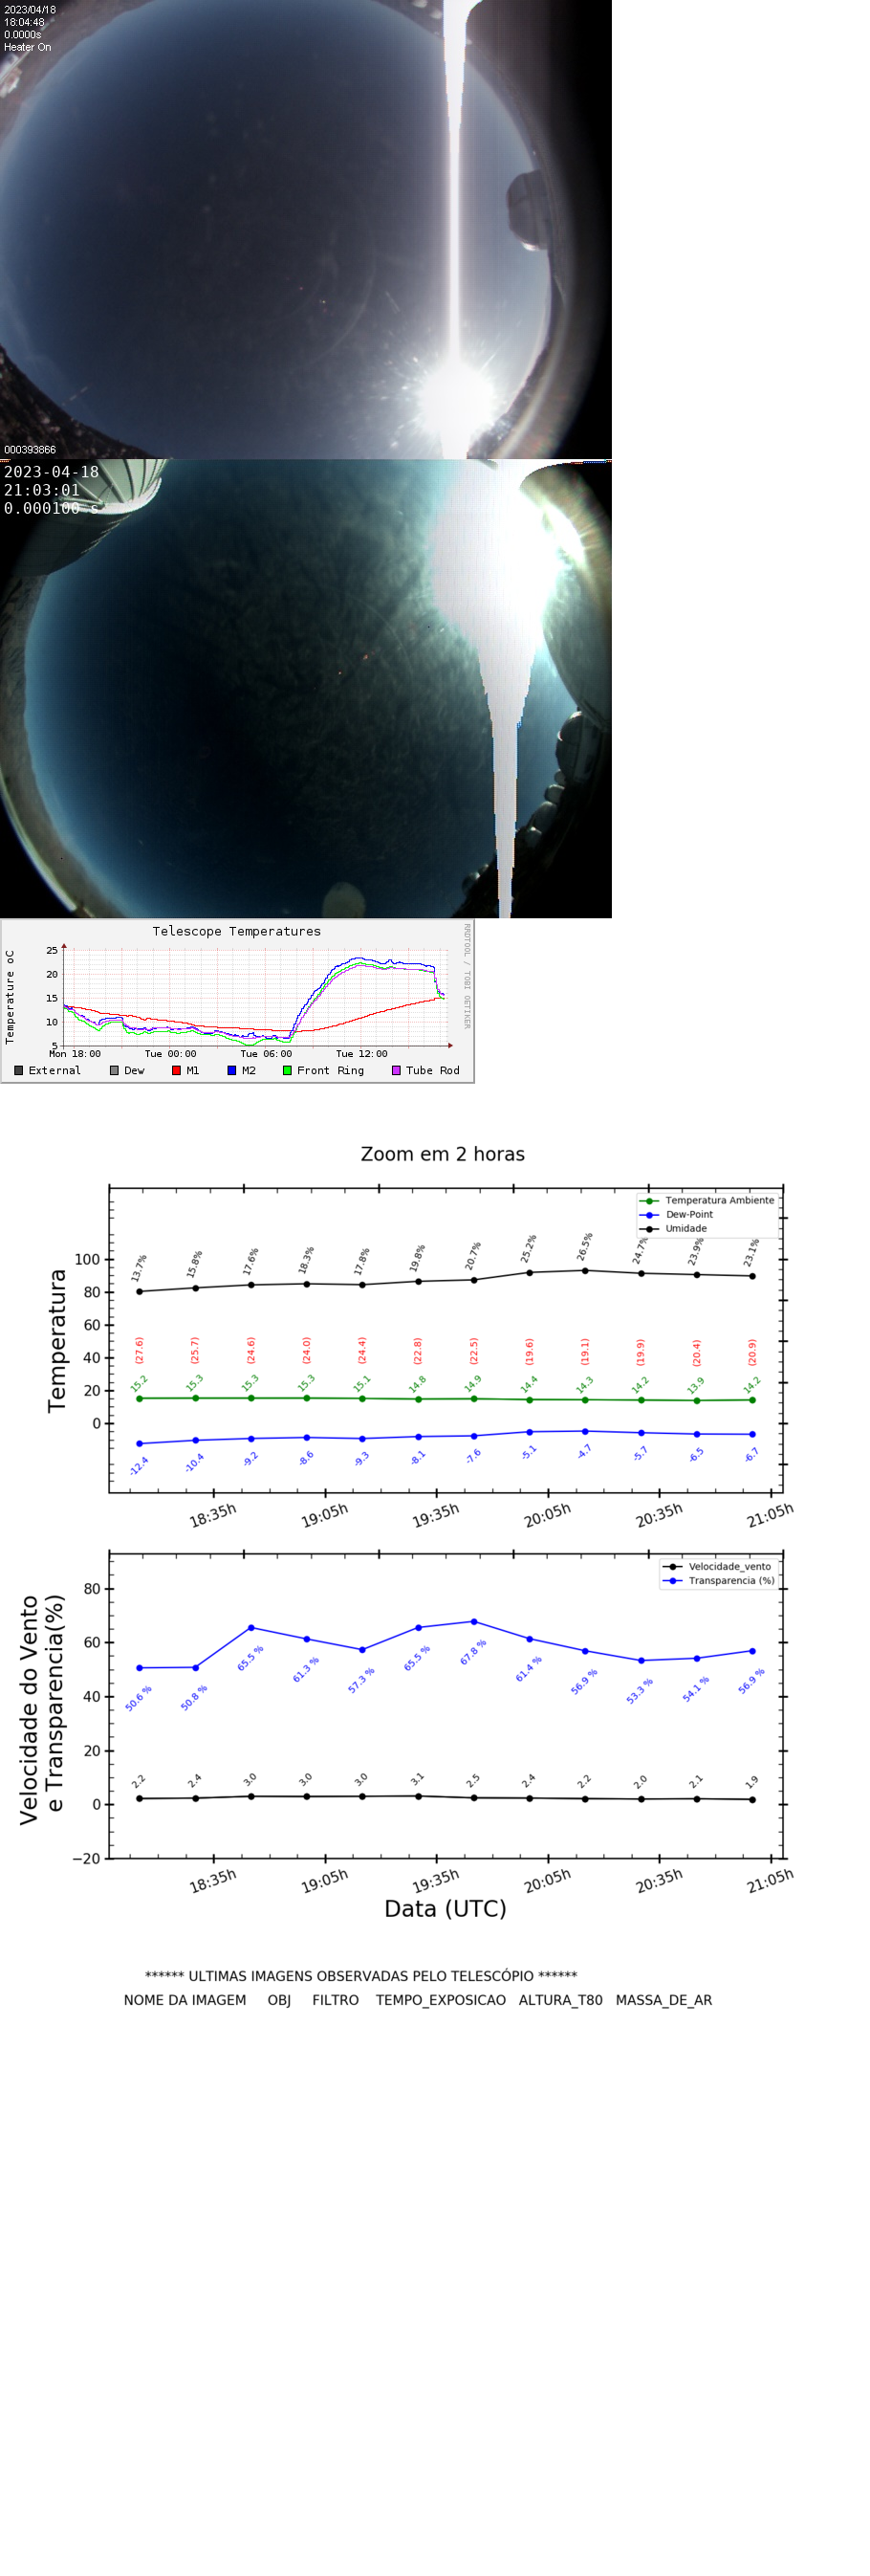 2023/04/18
18:04:48
0.0000s
Heater On
000393866
2023-04-18
21:03:01
0.000100 s
Telescope Temperatures
RRDTOOL / TOBI OETIKER
Temperature oC
25
20
15
10
5
Mon 18:00 Tue 00:00 Tue 06:00 Tue 12:00
External Dew M1 M2 Front Ring Tube Rod
Zoom em 2 horas
Temperatura Ambiente
Dew-Point
Umidade
Temperatura
100
80
60
40
20
0
13.7% 15.8% 17.6% 18.3% 17.8% 19.8% 20.7% 25.2% 26.5% 24.7% 23.9% 23.1%
(27.6) (25.7) (24.6) (24.0) (24.4) (22.8) (22.5) (19.6) (19.1) (19.9) (20.4) (20.9)
15.2 15.3 15.3 15.3 15.1 14.8 14.9 14.4 14.3 14.2 13.9 14.2
-12.4 -10.4 -9.2 -8.6 -9.3 -8.1 -7.6 -5.1 -4.7 -5.7 -6.5 -6.7
18:35h 19:05h 19:35h 20:05h 20:35h 21:05h
Velocidade_vento
Transparencia (%)
Velocidade do Vento
e Transparencia(%)
80
60
40
20
0
−20
50.6 % 50.8 % 65.5 % 61.3 % 57.3 % 65.5 % 67.8 % 61.4 % 56.9 % 53.3 % 54.1 % 56.9 %
2.2 2.4 3.0 3.0 3.0 3.1 2.5 2.4 2.2 2.0 2.1 1.9
18:35h 19:05h 19:35h 20:05h 20:35h 21:05h
Data (UTC)
****** ULTIMAS IMAGENS OBSERVADAS PELO TELESCÓPIO ******
NOME DA IMAGEM OBJ FILTRO TEMPO_EXPOSICAO ALTURA_T80 MASSA_DE_AR